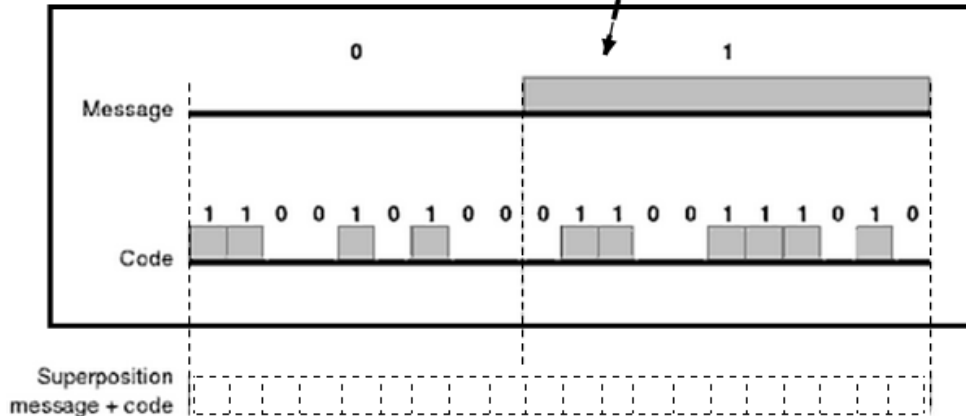 0 1
Message
1 1 0 0 1 0 1 0 0 0 1 1 0 0 1 1 1 0 1 0
Code
Superposition
message + code